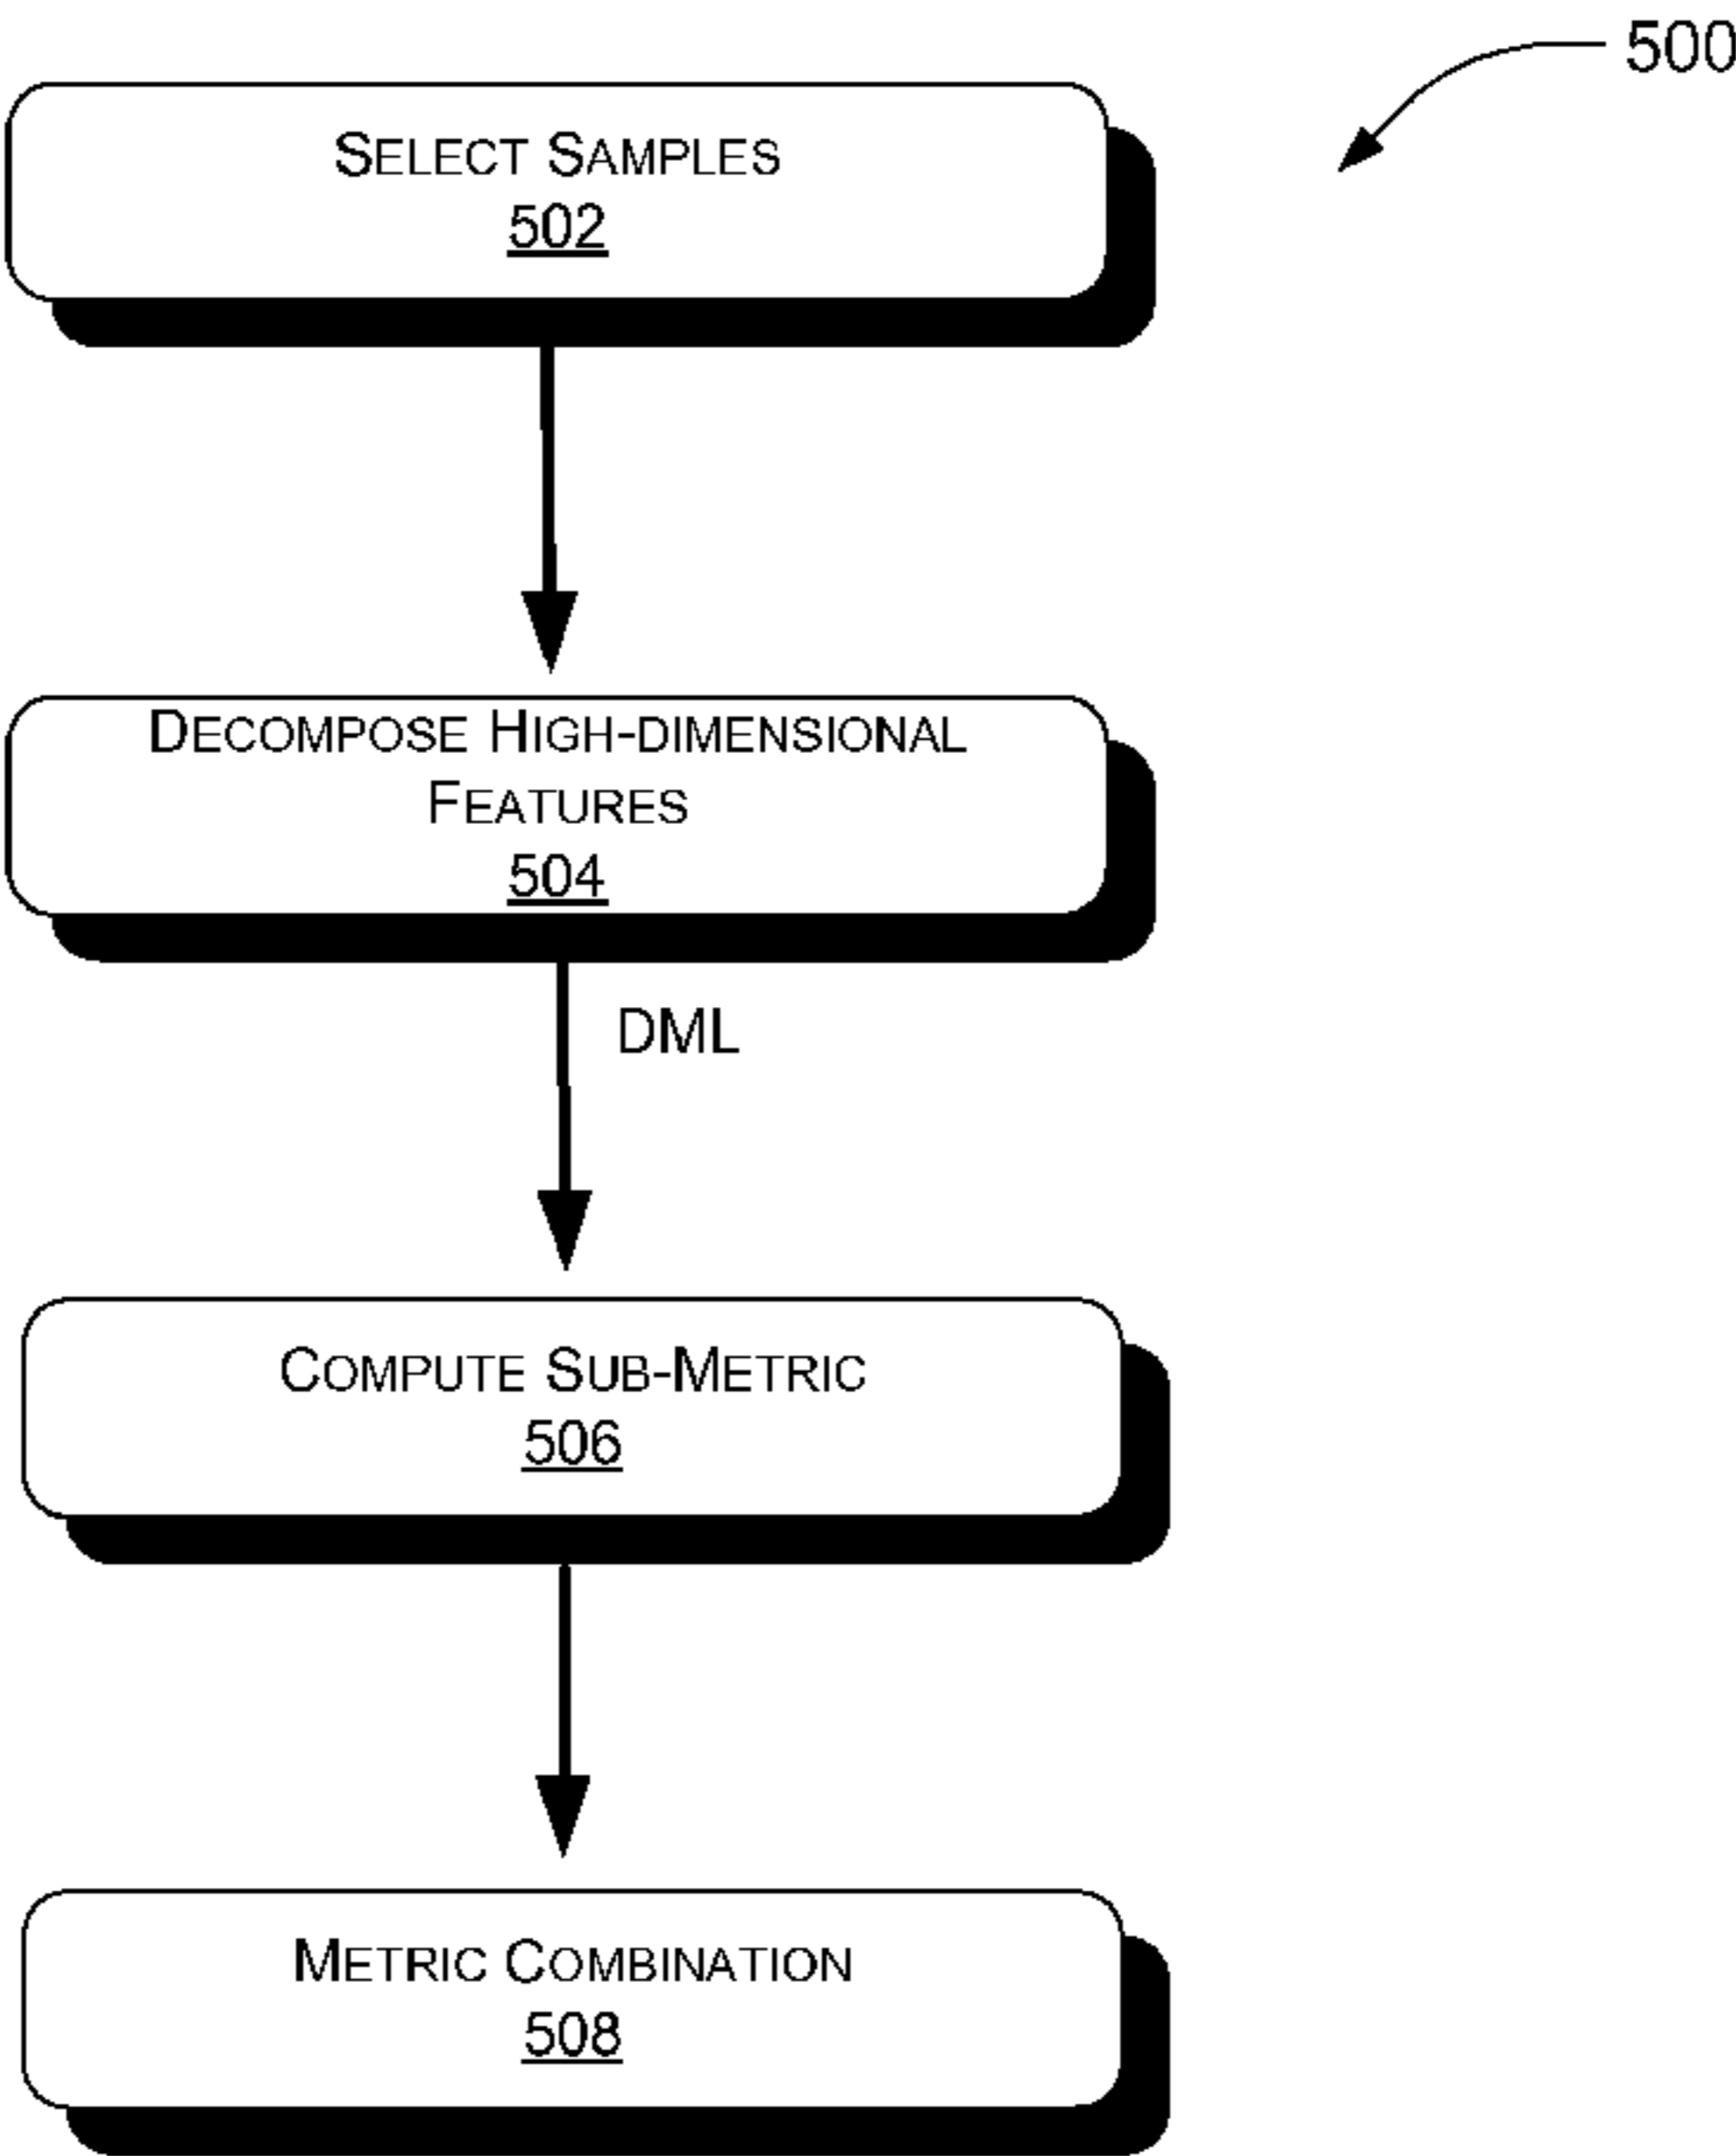 500
SELECT SAMPLES
502
DECOMPOSE HIGH-DIMENSIONAL
FEATURES
504
DML
COMPUTE SUB-METRIC
506
METRIC COMBINATION
508